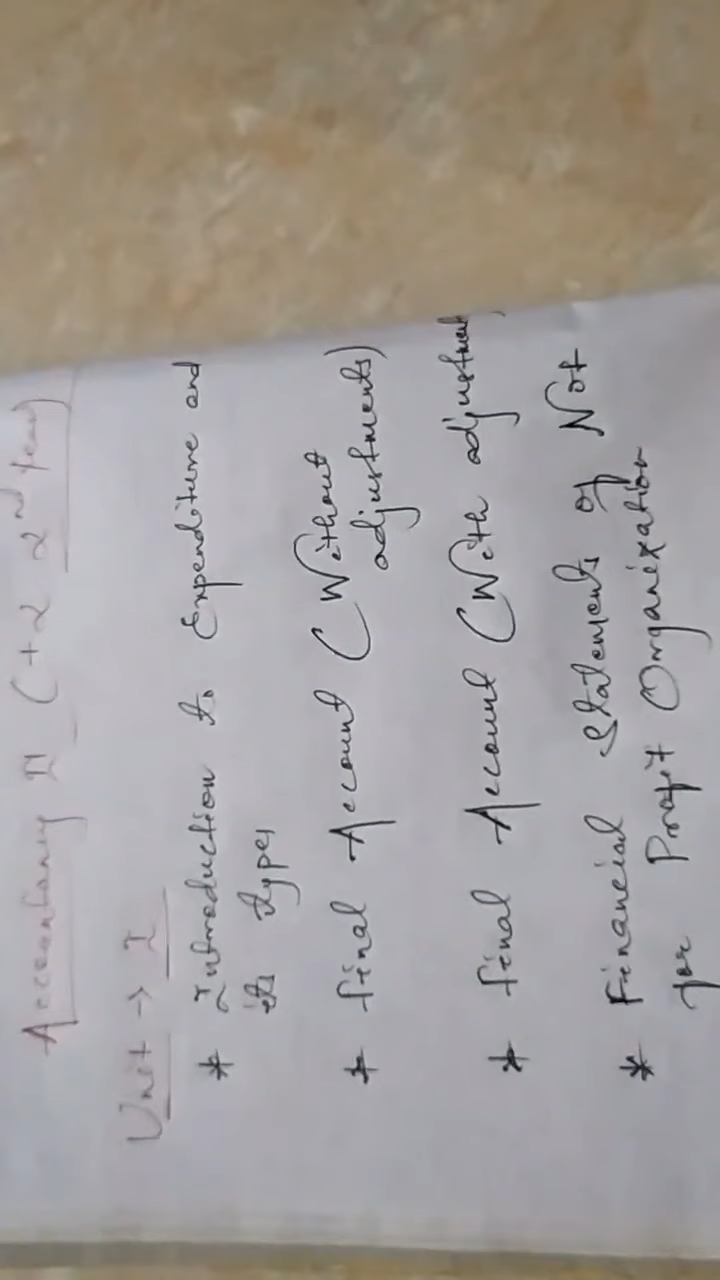 Accountancy II (+2 2nd Year)
Unit → I
* Introduction to Expenditure and
its types
* final Account (Without
adjustments)
* final Account (With adjustment
* Financial Statements of Not
for Profit Organization